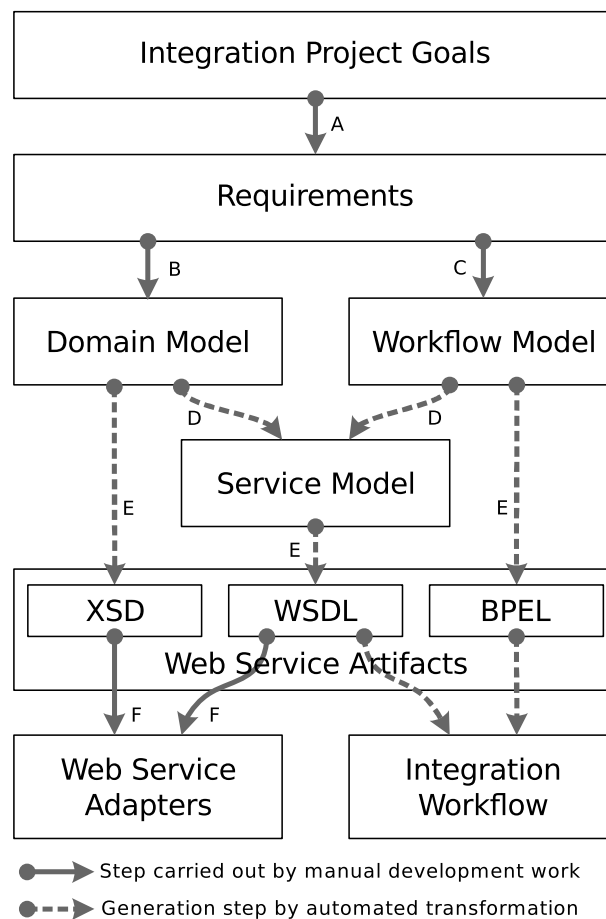 Integration Project Goals
A
Requirements
B
C
Domain Model
Workflow Model
D
D
Service Model
E
E
E
XSD
WSDL
BPEL
Web Service Artifacts
F
F
Web Service
Adapters
Integration
Workflow
Step carried out by manual development work
Generation step by automated transformation